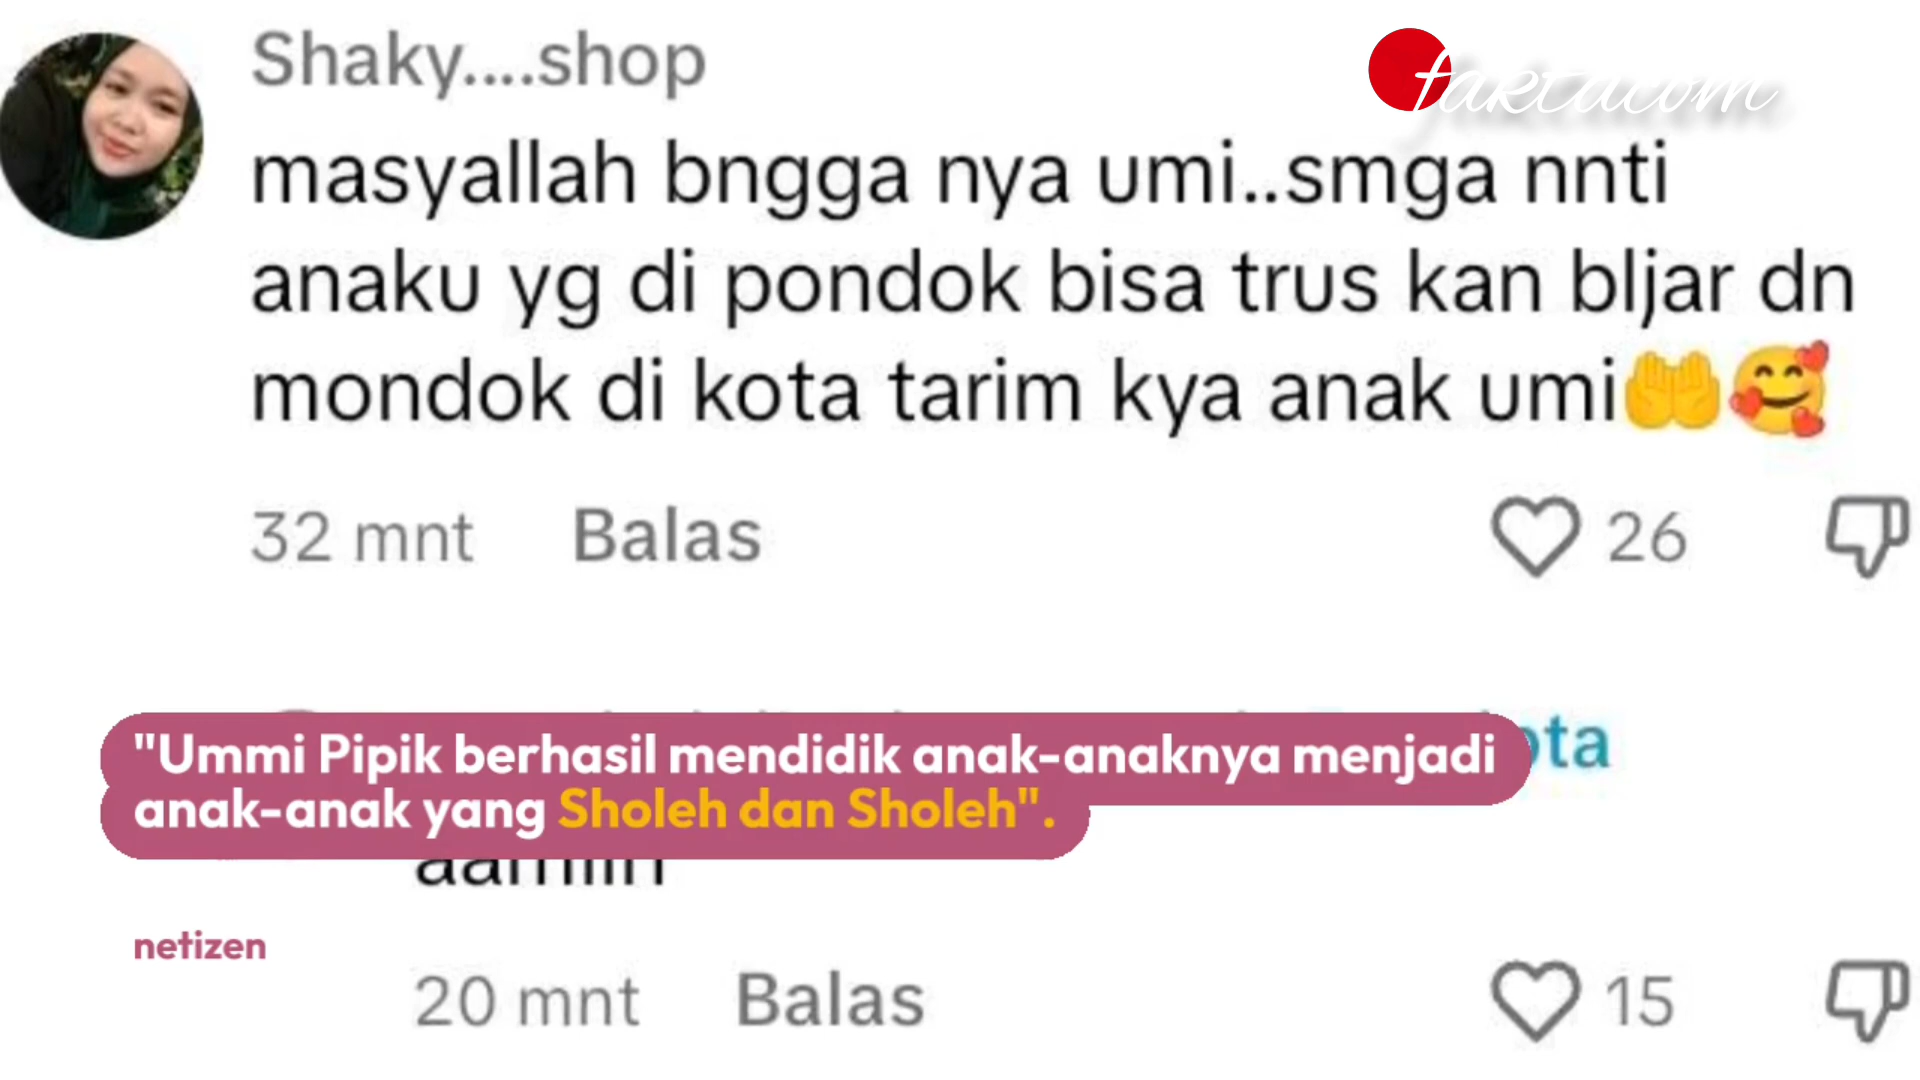 Shaky....shop
faktacom
masyallah bngga nya umi..smga nnti
anaku yg di pondok bisa trus kan bljar dn
mondok di kota tarim kya anak umi🤲🥰
32 mnt Balas 26
"Ummi Pipik berhasil mendidik anak-anaknya menjadi
anak-anak yang Sholeh dan Sholeh".
aamiin
netizen
20 mnt Balas 15